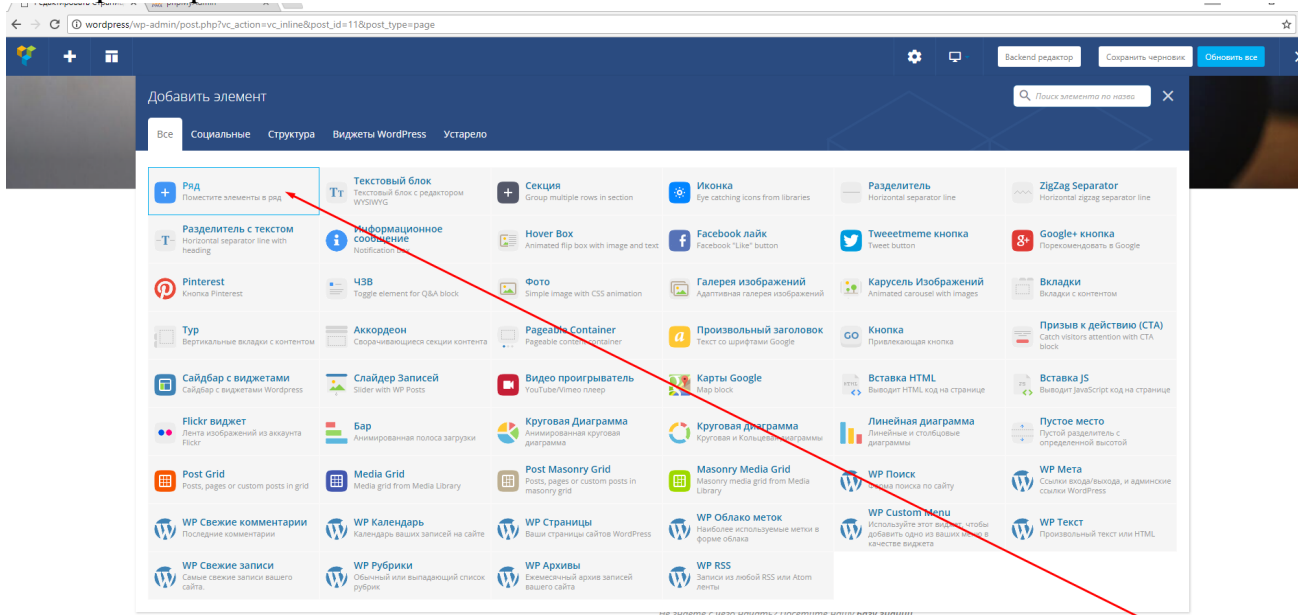 wordpress/wp-admin/post.php?vc_action=vc_inline&post_id=11&post_type=page
Backend редактор
Сохранить черновик
Обновить все
Добавить элемент
Поиск элемента по назва
Все Социальные Структура Виджеты WordPress Устарело
Ряд
Поместите элементы в ряд
Текстовый блок
Текстовый блок с редактором
WYSIWYG
Секция
Group multiple rows in section
Иконка
Eye catching icons from libraries
Разделитель
Horizontal separator line
ZigZag Separator
Horizontal zigzag separator line
Разделитель с текстом
Horizontal separator line with
heading
Информационное
сообщение
Notification box
Hover Box
Animated flip box with image and text
Facebook лайк
Facebook "Like" button
Tweeetmeme кнопка
Tweet button
Google+ кнопка
Порекомендовать в Google
Pinterest
Кнопка Pinterest
ЧЗВ
Toggle element for Q&A block
Фото
Simple image with CSS animation
Галерея изображений
Адаптивная галерея изображений
Карусель Изображений
Animated carousel with images
Вкладки
Вкладки с контентом
Тур
Вертикальные вкладки с контентом
Аккордеон
Сворачивающиеся секции контента
Pageable Container
Pageable content container
Произвольный заголовок
Текст со шрифтами Google
GO
Кнопка
Привлекающая кнопка
Призыв к действию (CTA)
Catch visitors attention with CTA
block
Сайдбар с виджетами
Сайдбар с виджетами Wordpress
Слайдер Записей
Slider with WP Posts
Видео проигрыватель
YouTube/Vimeo плеер
Карты Google
Map block
Вставка HTML
Выводит HTML код на странице
Вставка JS
Выводит JavaScript код на странице
Flickr виджет
Лента изображений из аккаунта
Flickr
Бар
Анимированная полоса загрузки
Круговая Диаграмма
Анимированная круговая
диаграмма
Круговая диаграмма
Круговая и Кольцевая диаграммы
Линейная диаграмма
Линейные и столбцовые
диаграммы
Пустое место
Пустой разделитель с
определенной высотой
Post Grid
Posts, pages or custom posts in grid
Media Grid
Media grid from Media Library
Post Masonry Grid
Posts, pages or custom posts in
masonry grid
Masonry Media Grid
Masonry media grid from Media
Library
WP Поиск
Форма поиска по сайту
WP Мета
Ссылки входа/выхода, и админские
ссылки WordPress
WP Свежие комментарии
Последние комментарии
WP Календарь
Календарь ваших записей на сайте
WP Страницы
Ваши страницы сайтов WordPress
WP Облако меток
Наиболее используемые метки в
форме облака
WP Custom Menu
Используйте этот виджет, чтобы
добавить одно из ваших меню в
качестве виджета
WP Текст
Произвольный текст или HTML
WP Свежие записи
Самые свежие записи вашего
сайта.
WP Рубрики
Обычный или выпадающий список
рубрик
WP Архивы
Ежемесячный архив записей
вашего сайта
WP RSS
Записи из любой RSS или Atom
ленты